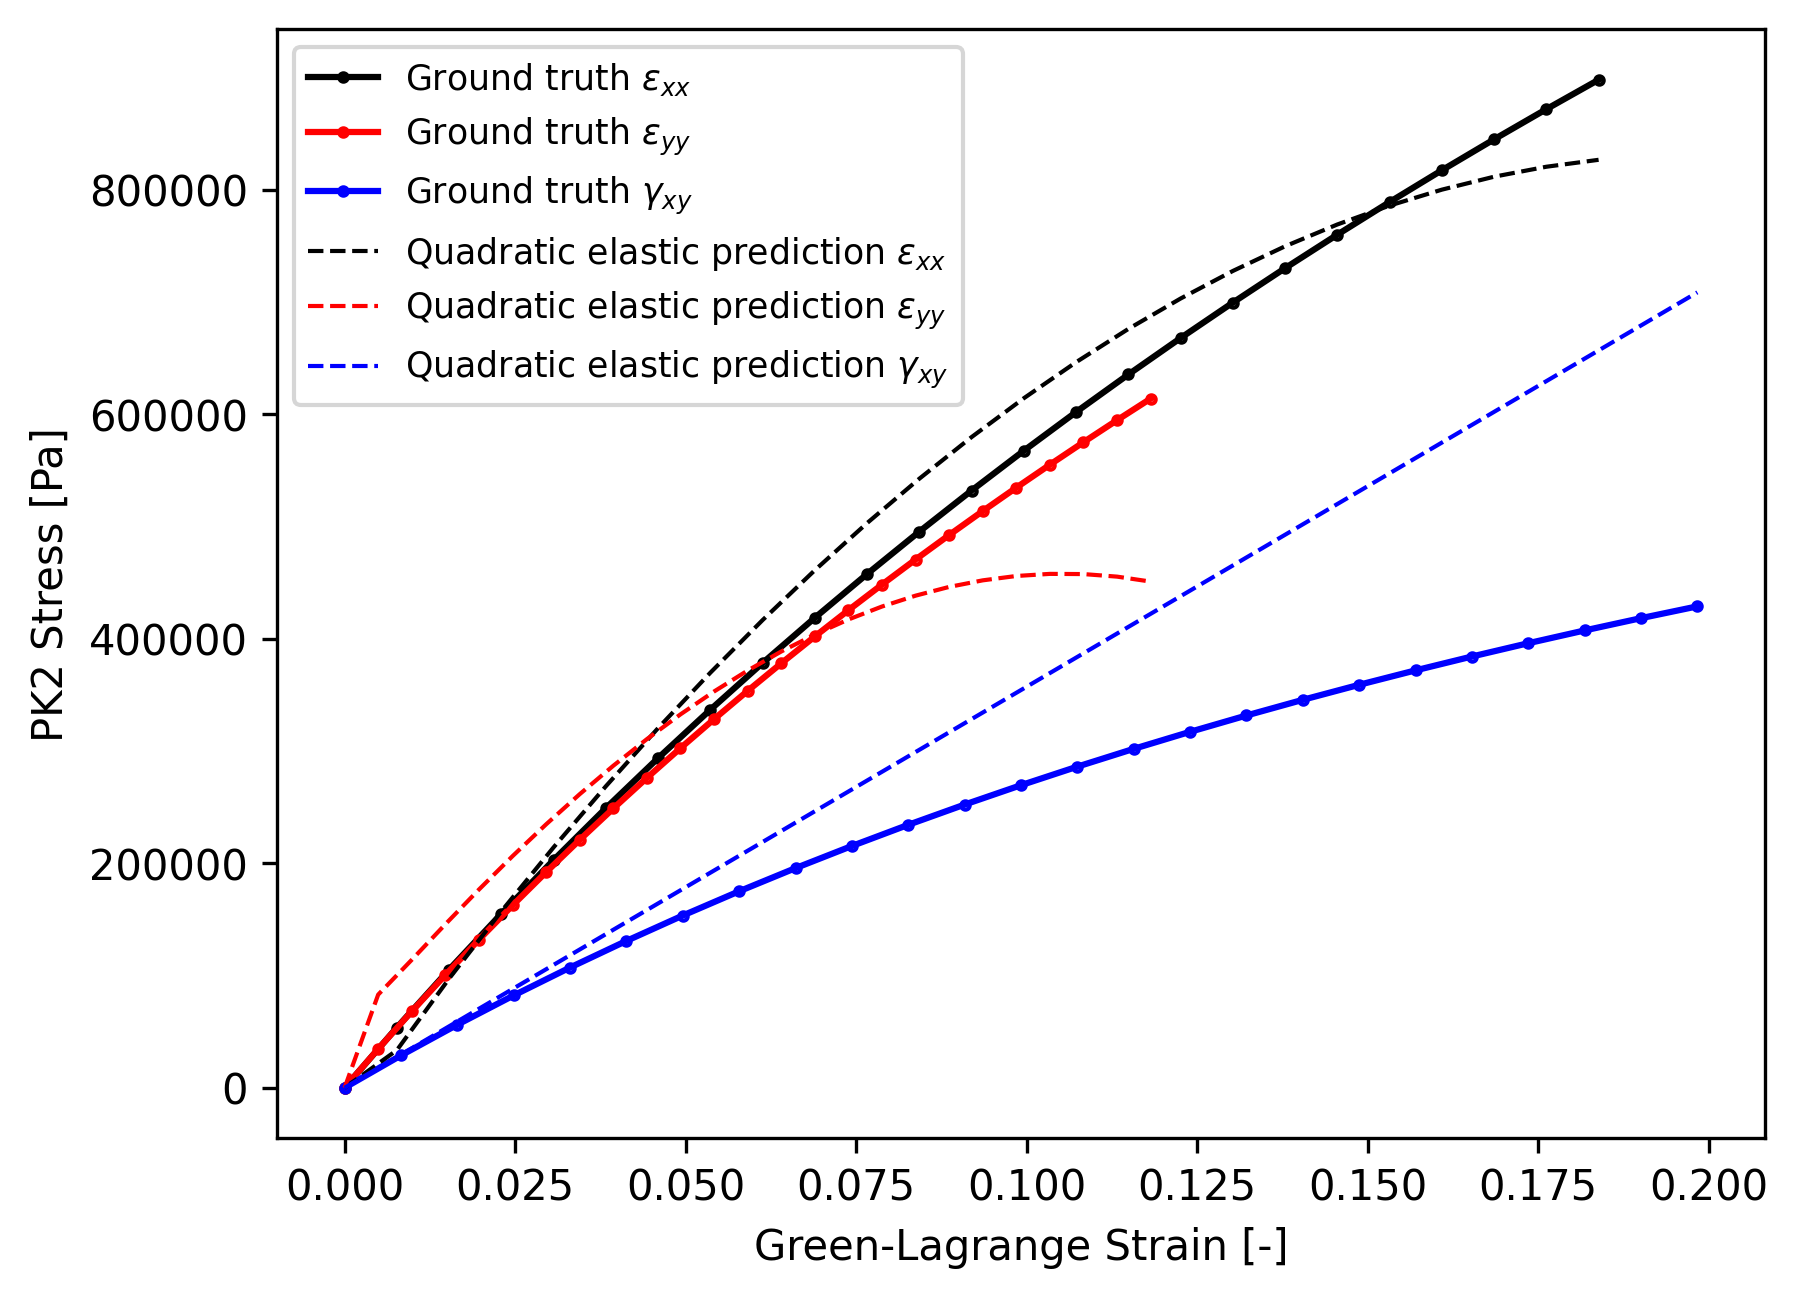 Ground truth εxx
Ground truth εyy
Ground truth γxy
Quadratic elastic prediction εxx
Quadratic elastic prediction εyy
Quadratic elastic prediction γxy
800000
600000
400000
200000
0
PK2 Stress [Pa]
0.000 0.025 0.050 0.075 0.100 0.125 0.150 0.175 0.200
Green-Lagrange Strain [-]